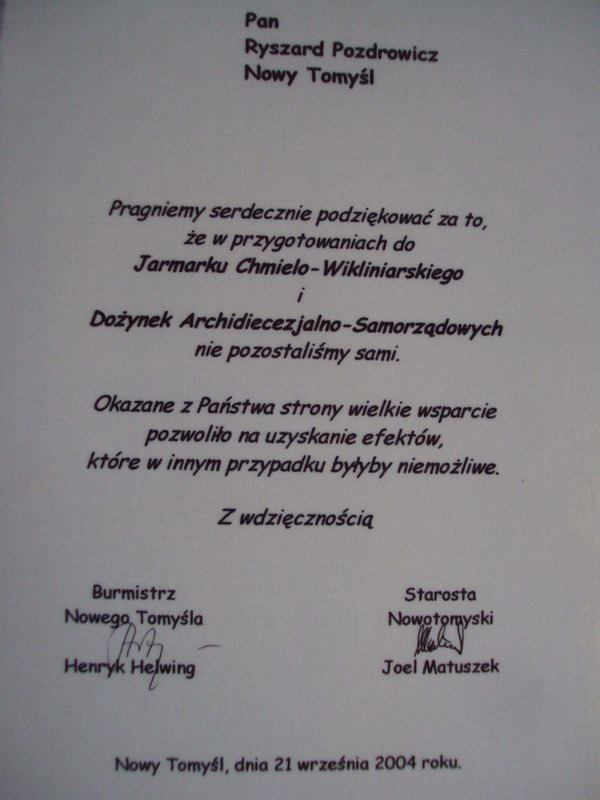 Pan
Ryszard Pozdrowicz
Nowy Tomyśl
Pragniemy serdecznie podziękować za to,
że w przygotowaniach do
Jarmarku Chmielo-Wikliniarskiego
i
Dożynek Archidiecezjalno-Samorządowych
nie pozostaliśmy sami.
Okazane z Państwa strony wielkie wsparcie
pozwoliło na uzyskanie efektów,
które w innym przypadku byłyby niemożliwe.
Z wdzięcznością
Burmistrz
Nowego Tomyśla
Henryk Helwing
Starosta
Nowotomyski
Joel Matuszek
Nowy Tomyśl, dnia 21 września 2004 roku.